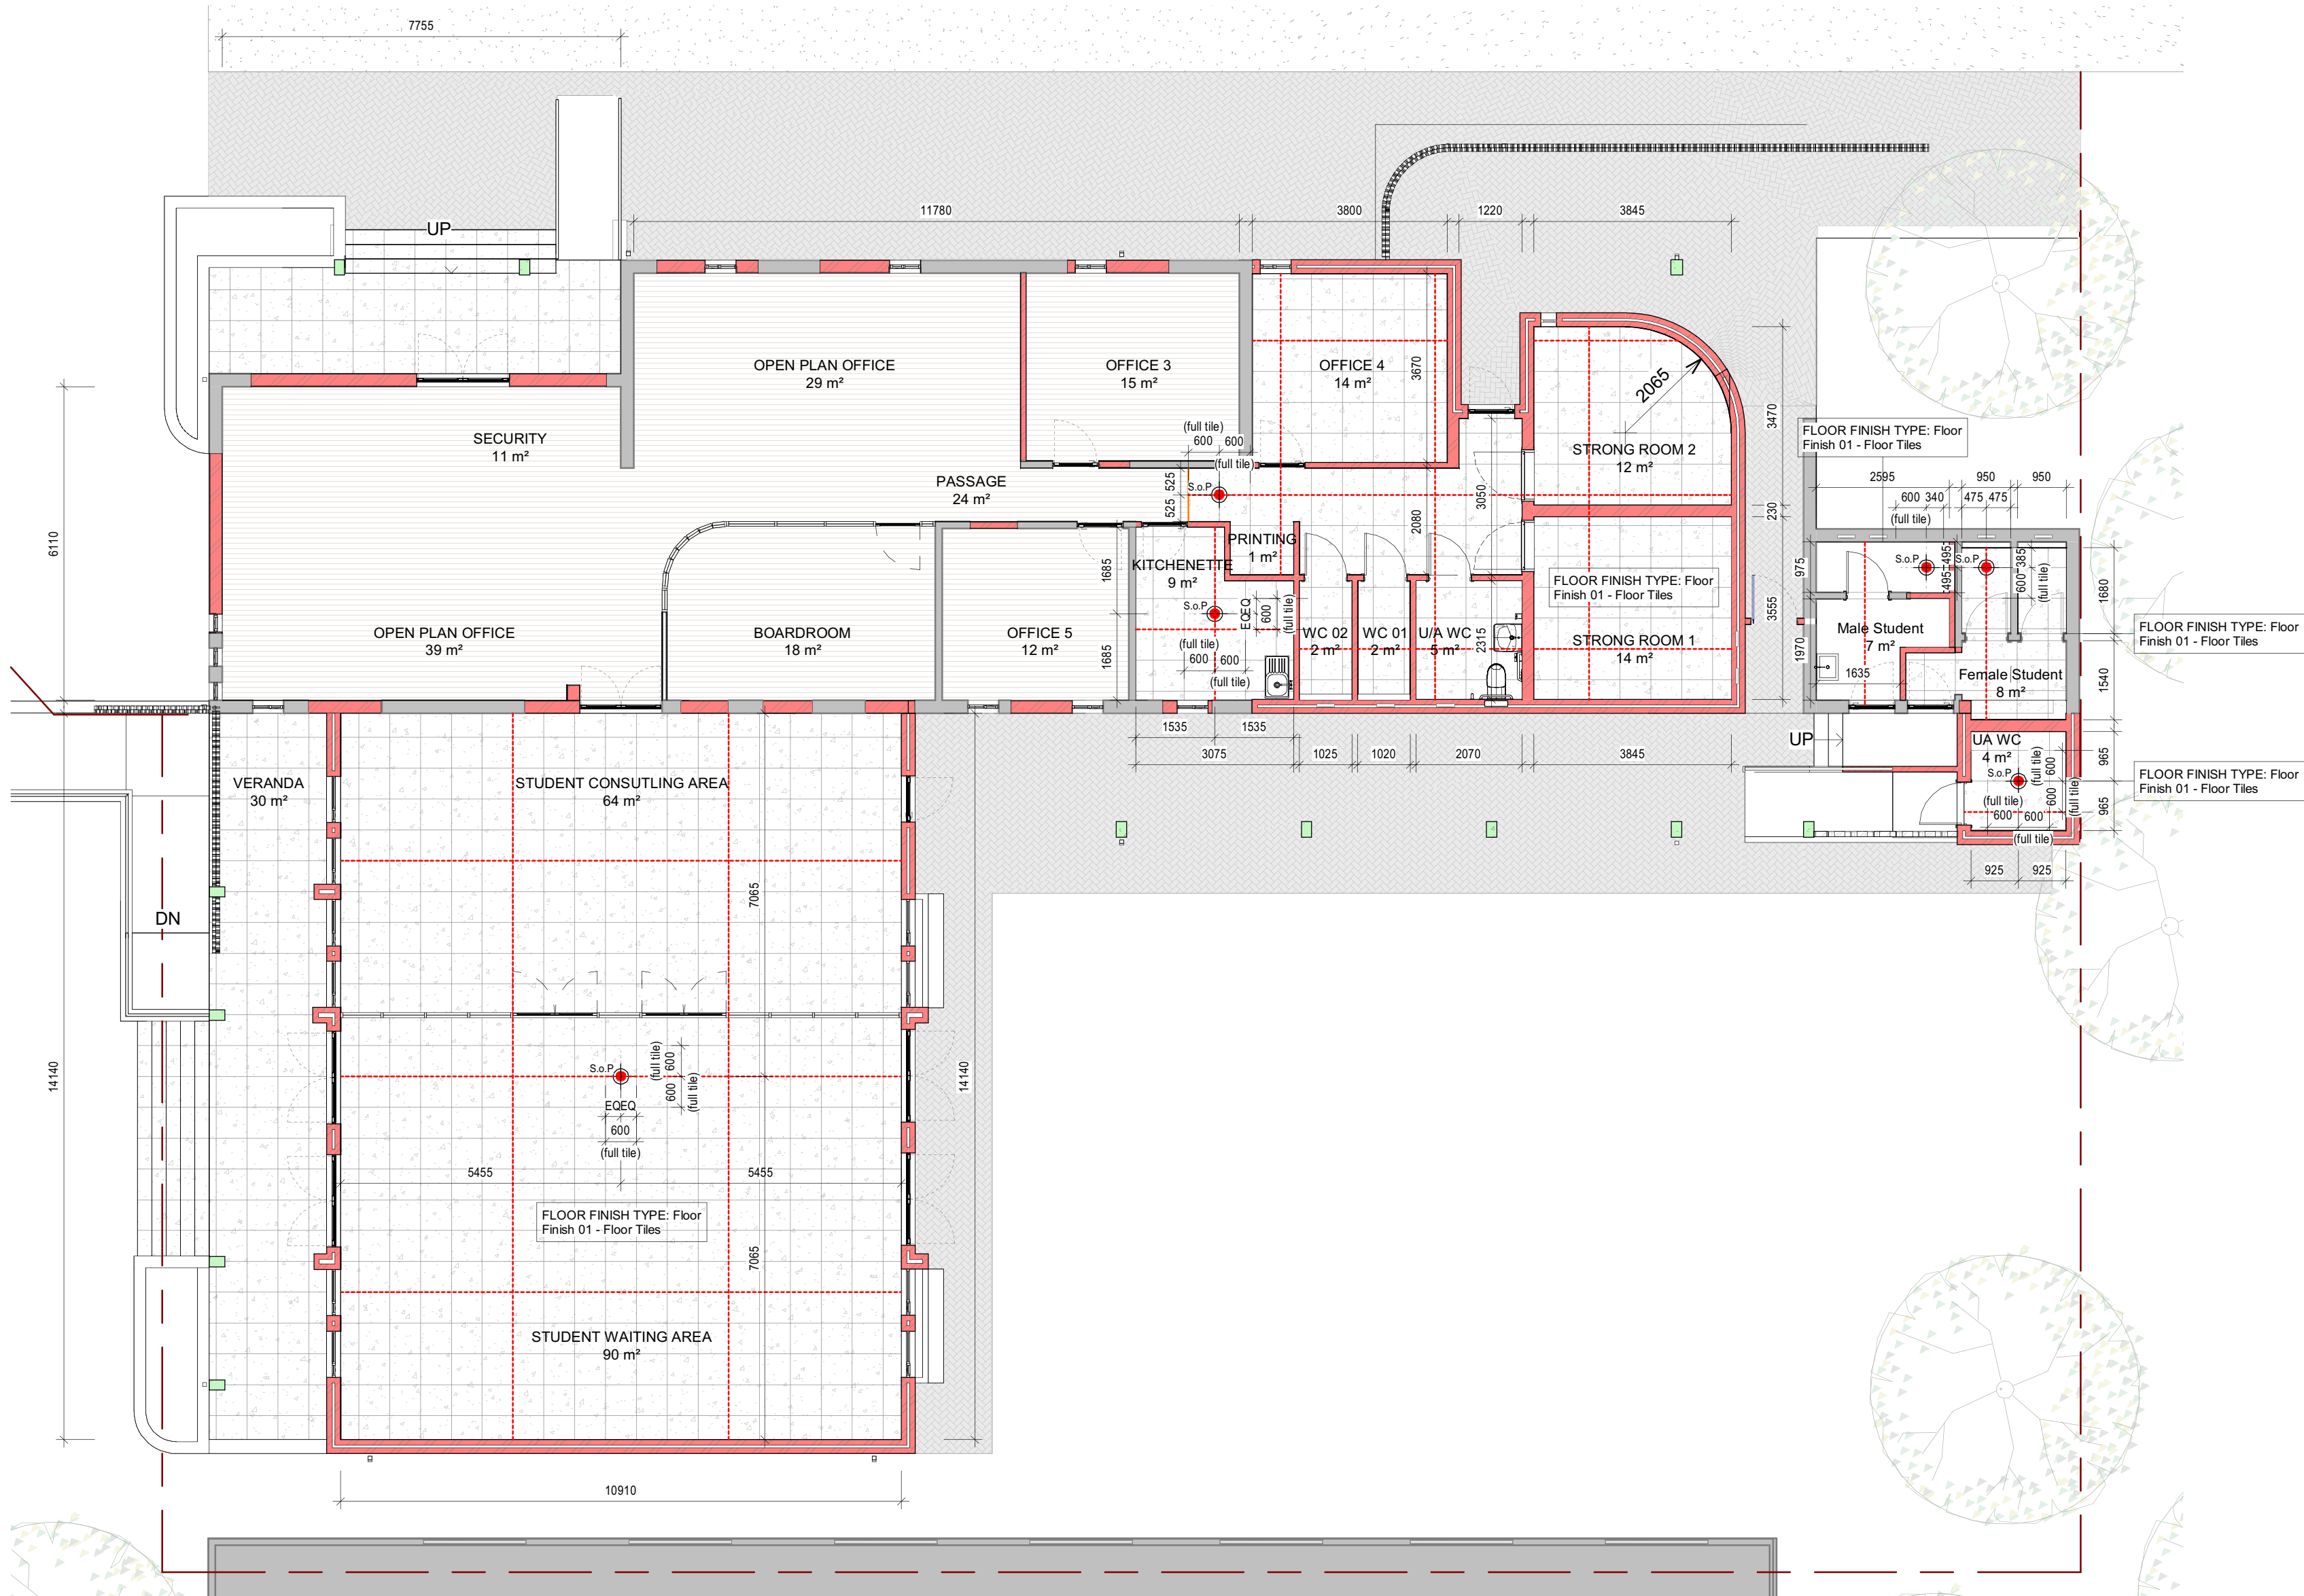 7755
UP
11780
3800
1220
3845
OPEN PLAN OFFICE
29 m²
OFFICE 3
15 m²
OFFICE 4
14 m²
3670
2065
3470
SECURITY
11 m²
(full tile)
600
600
(full tile)
STRONG ROOM 2
12 m²
FLOOR FINISH TYPE: Floor
Finish 01 - Floor Tiles
PASSAGE
24 m²
S.o.P
525
525
3050
2080
230
2595
950
950
600
340
475
475
(full tile)
6110
PRINTING
1 m²
KITCHENETTE
9 m²
1685
1685
S.o.P
EQEQ
600
(full tile)
(full tile)
600
600
(full tile)
FLOOR FINISH TYPE: Floor
Finish 01 - Floor Tiles
975
S.o.P
495
495
S.o.P
385
600
(full tile)
1680
3555
OPEN PLAN OFFICE
39 m²
BOARDROOM
18 m²
OFFICE 5
12 m²
WC 02
2 m²
WC 01
2 m²
U/A WC
5 m²
2315
STRONG ROOM 1
14 m²
1970
Male Student
7 m²
1635
Female Student
8 m²
1540
FLOOR FINISH TYPE: Floor
Finish 01 - Floor Tiles
1535
1535
3075
1025
1020
2070
3845
UP
UA WC
4 m²
S.o.P
(full tile)
600
600
(full tile)
(full tile)
600
600
(full tile)
965
965
FLOOR FINISH TYPE: Floor
Finish 01 - Floor Tiles
925
925
VERANDA
30 m²
STUDENT CONSUTLING AREA
64 m²
7065
DN
14140
14140
S.o.P
(full tile)
600
600
(full tile)
EQEQ
600
(full tile)
5455
5455
FLOOR FINISH TYPE: Floor
Finish 01 - Floor Tiles
7065
STUDENT WAITING AREA
90 m²
10910